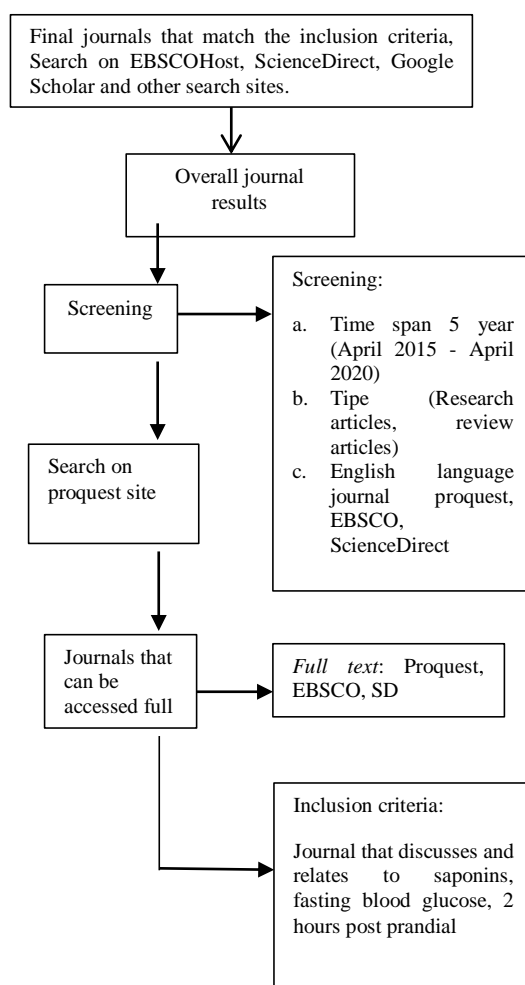 Final journals that match the inclusion criteria,
Search on EBSCOHost, ScienceDirect, Google
Scholar and other search sites.
Overall journal
results
Screening
Screening:
a. Time span 5 year
(April 2015 - April
2020)
b. Tipe (Research
articles, review
articles)
c. English language
journal proquest,
EBSCO,
ScienceDirect
Search on
proquest site
Journals that
can be
accessed full
Full text: Proquest,
EBSCO, SD
Inclusion criteria:
Journal that discusses and
relates to saponins,
fasting blood glucose, 2
hours post prandial